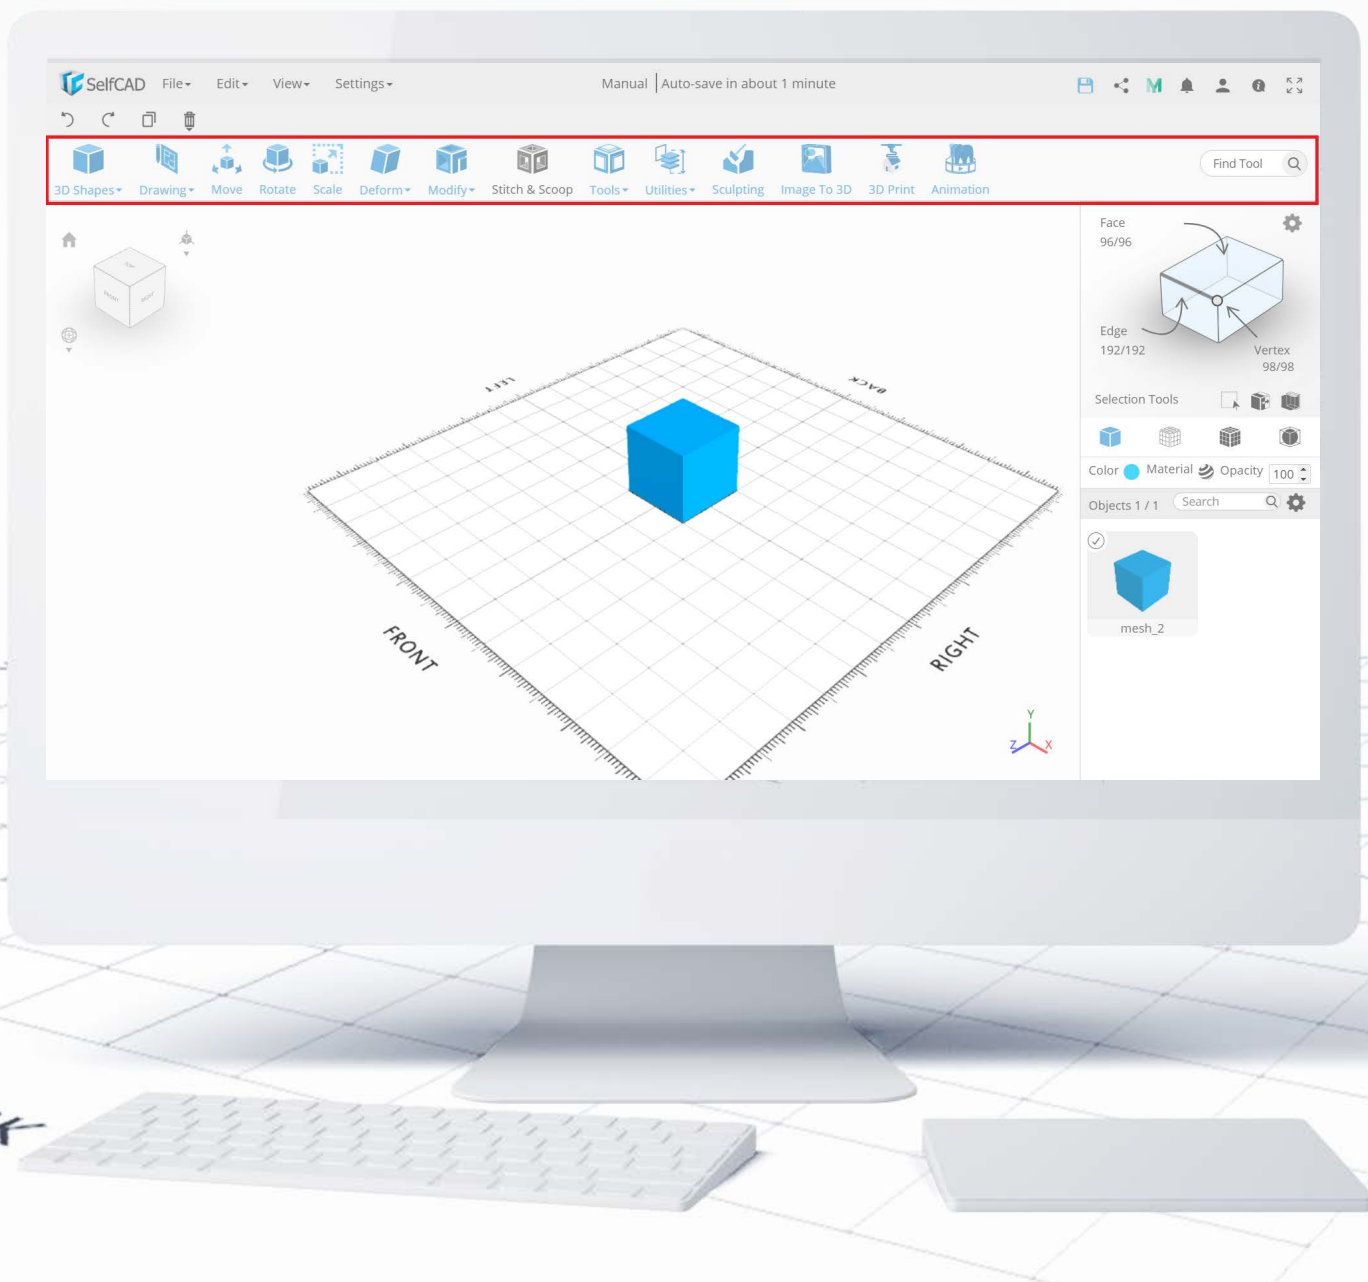 SelfCAD File Edit View Settings Manual Auto-save in about 1 minute
3D Shapes Drawing Move Rotate Scale Deform Modify Stitch & Scoop Tools Utilities Sculpting Image To 3D 3D Print Animation Find Tool
Face
96/96
Edge
192/192
Vertex
98/98
Selection Tools
Color Material Opacity 100
Objects 1 / 1 Search
mesh_2
FRONT
RIGHT
LEFT
BACK
FRONT
RIGHT
Y
Z X